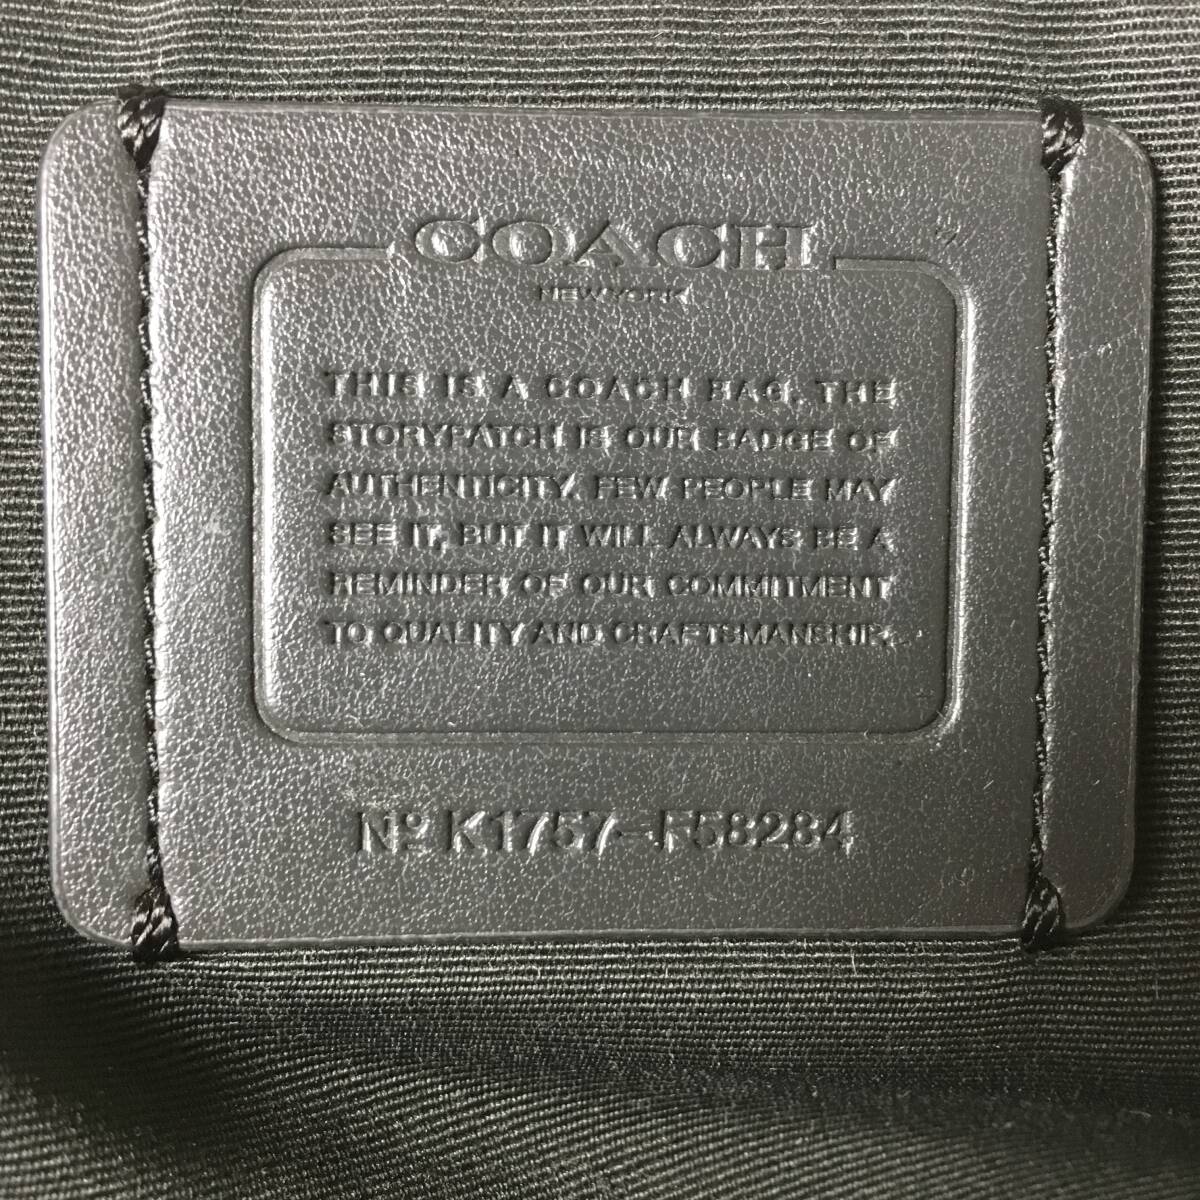 COACH
NEW YORK
THIS IS A COACH BAG. THE
STORYPATCH IS OUR BADGE OF
AUTHENTICITY. FEW PEOPLE MAY
SEE IT, BUT IT WILL ALWAYS BE A
REMINDER OF OUR COMMITMENT
TO QUALITY AND CRAFTSMANSHIP.
Nº K1757-F58284